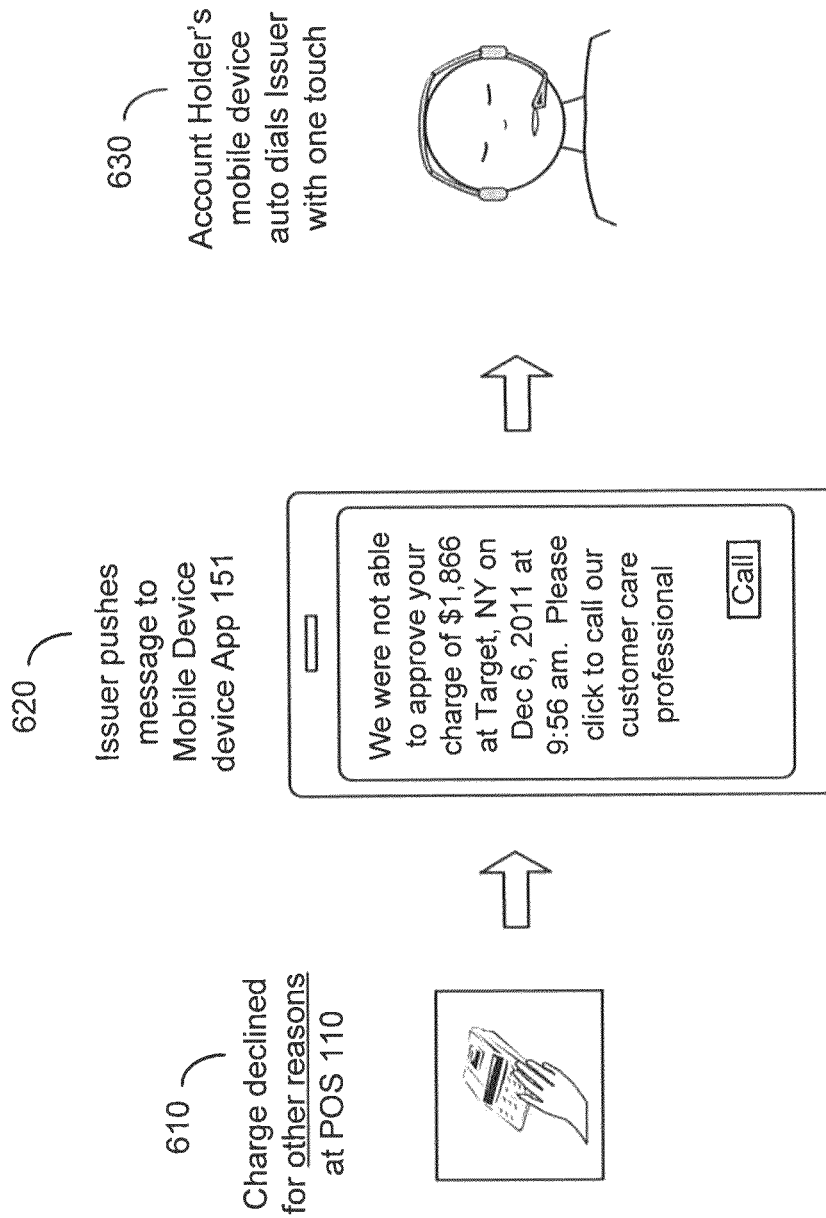 610
Charge declined
for other reasons
at POS 110
620
Issuer pushes
message to
Mobile Device
device App 151
We were not able
to approve your
charge of $1,866
at Target, NY on
Dec 6, 2011 at
9:56 am. Please
click to call our
customer care
professional
Call
630
Account Holder's
mobile device
auto dials Issuer
with one touch